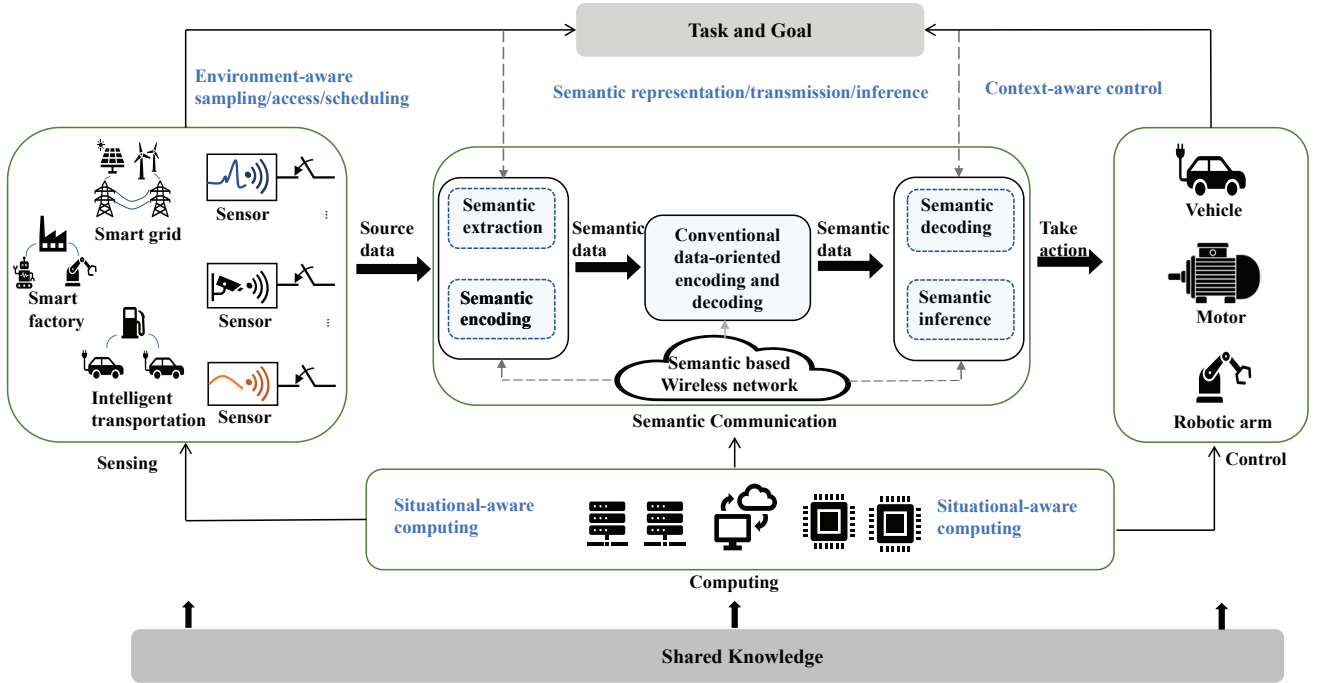 Task and Goal
Environment-aware
sampling/access/scheduling
Semantic representation/transmission/inference
Context-aware control
Smart grid
Smart
factory
Intelligent
transportation
Sensor
Sensor
Sensor
Sensing
Source
data
Semantic
extraction
Semantic
encoding
Semantic
data
Conventional
data-oriented
encoding and
decoding
Semantic
data
Semantic
decoding
Semantic
inference
Semantic based
Wireless network
Semantic Communication
Take
action
Vehicle
Motor
Robotic arm
Control
Situational-aware
computing
Situational-aware
computing
Computing
Shared Knowledge